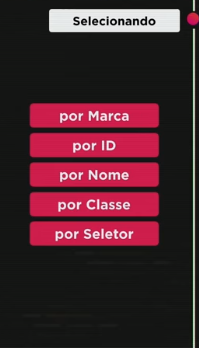 Selecionando
por Marca
por ID
por Nome
por Classe
por Seletor